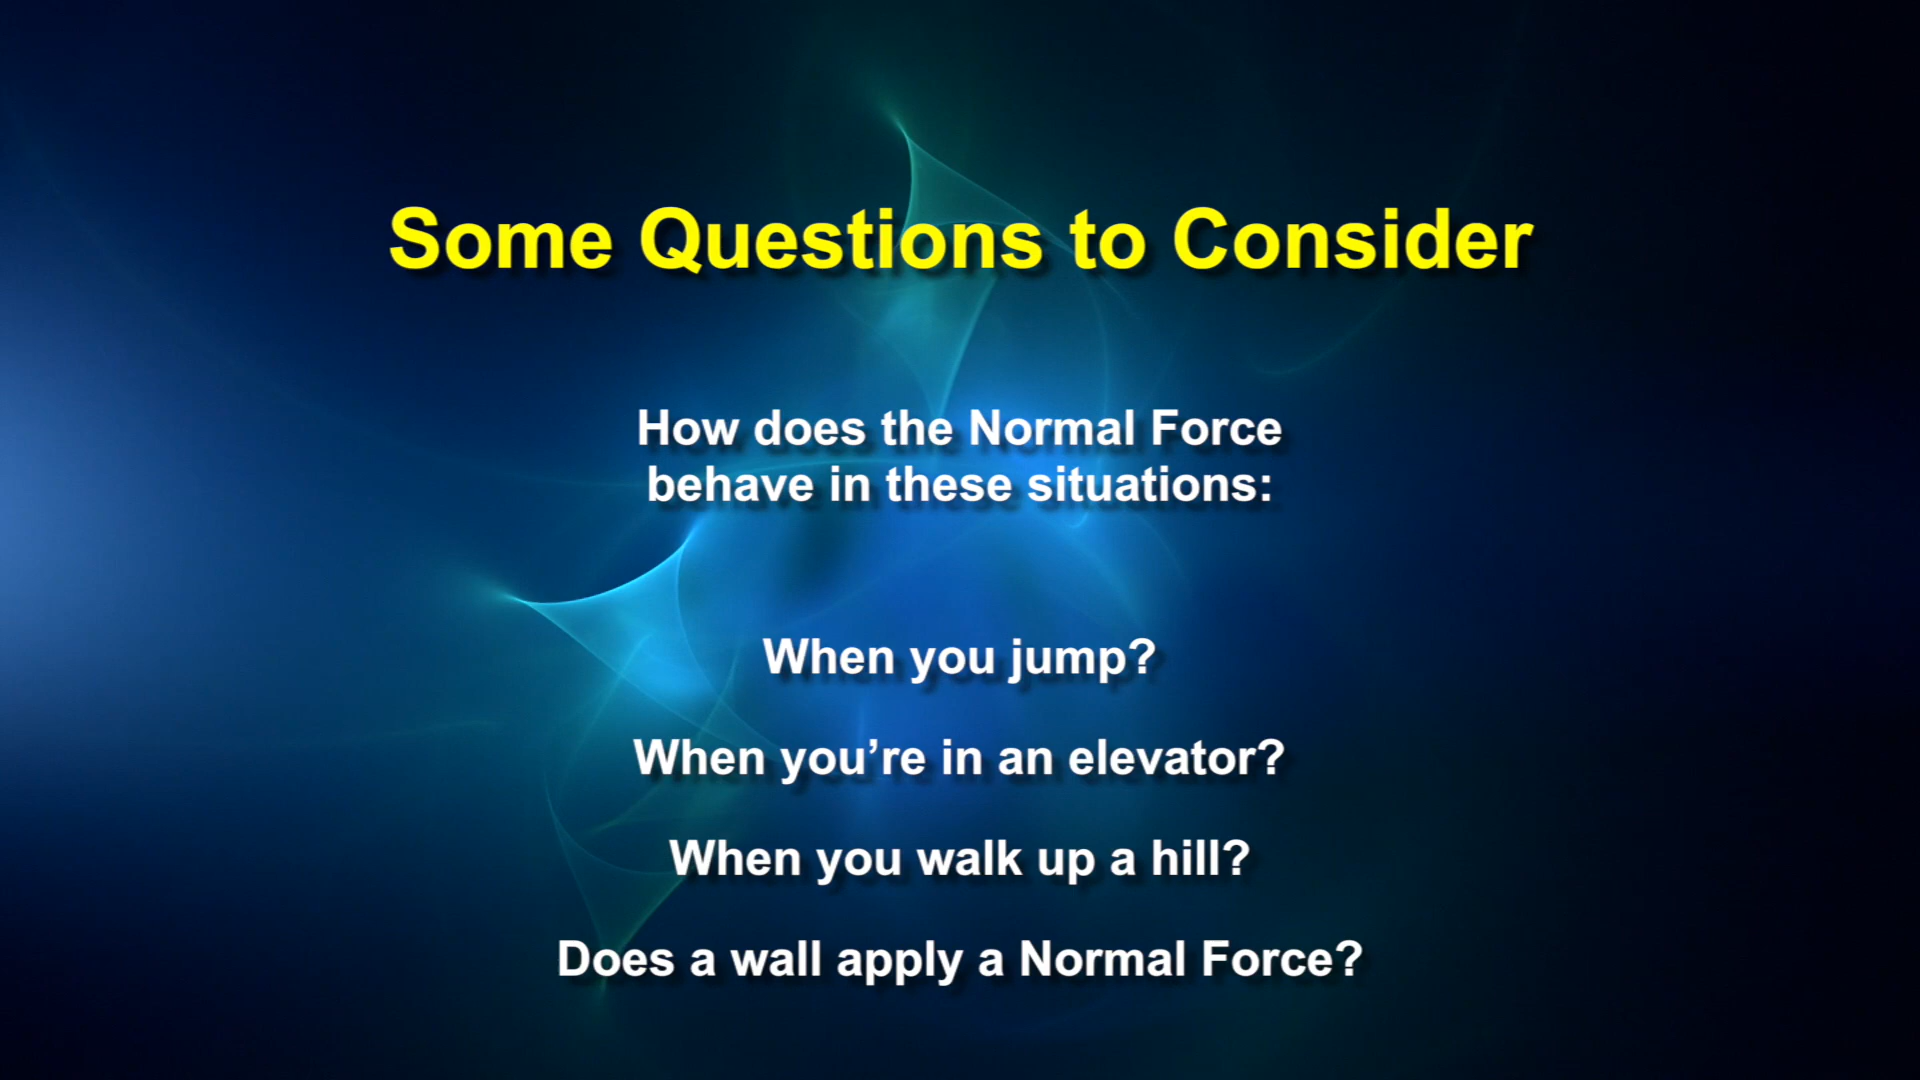 Some Questions to Consider
How does the Normal Force
behave in these situations:
When you jump?
When you’re in an elevator?
When you walk up a hill?
Does a wall apply a Normal Force?